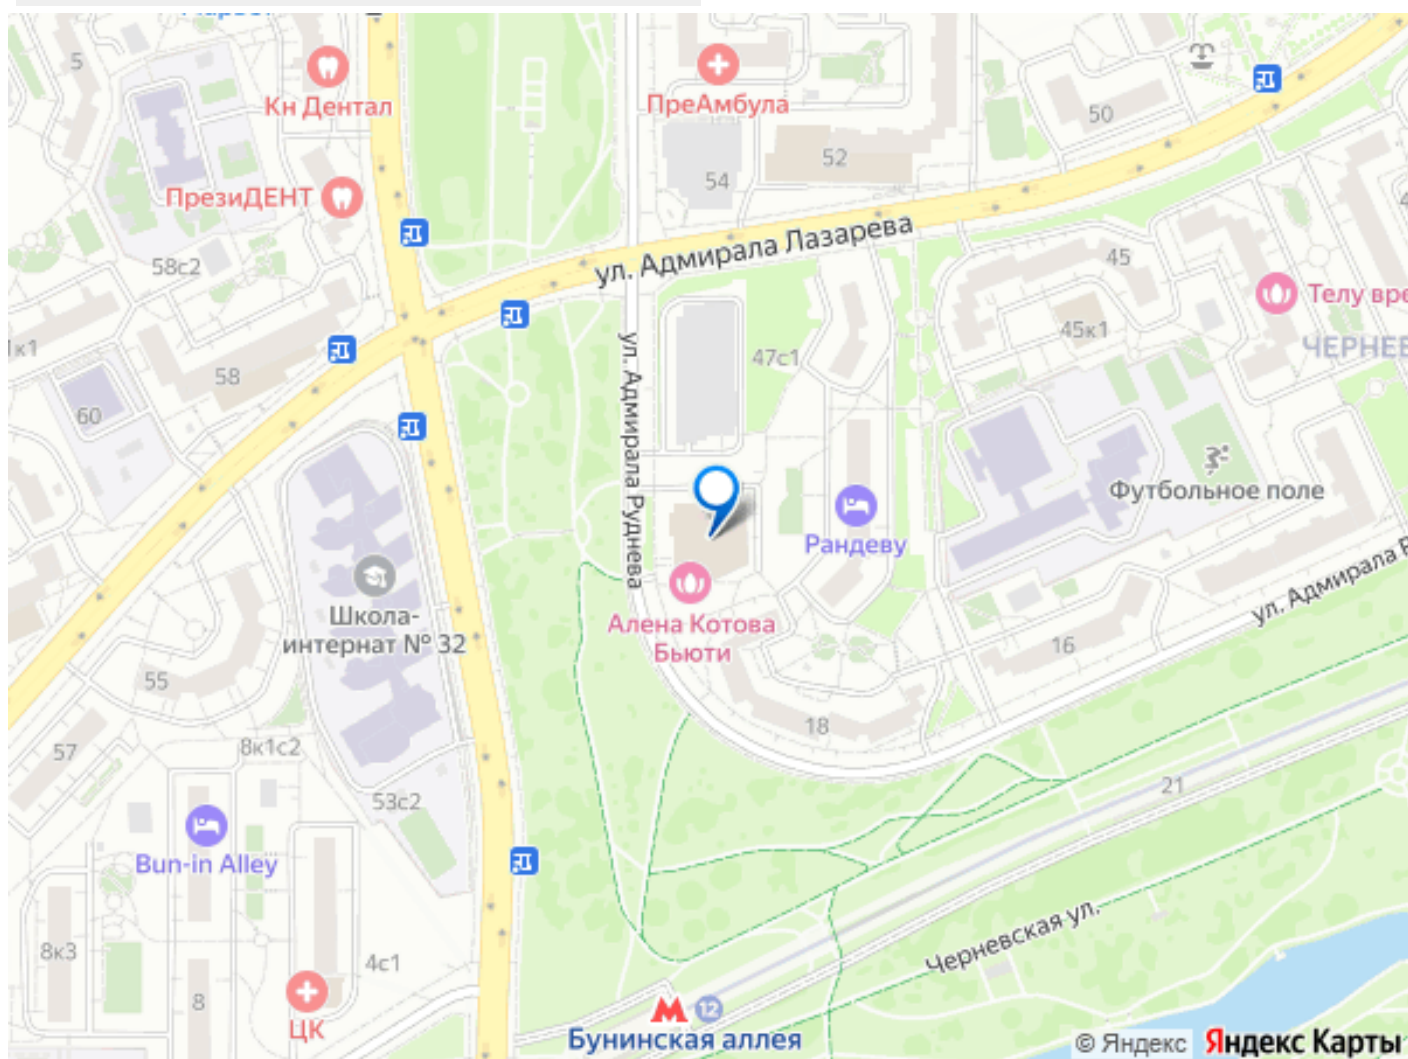 5
Кн Дентал
ПреАмбула
50
52
54
ПрезиДЕНТ
58с2
ул. Адмирала Лазарева
45
Телу вре
45к1
ЧЕРНЕВ
1к1
47с1
58
60
ул. Адмирала Руднева
Футбольное поле
Рандеву
Школа-
интернат № 32
Алена Котова
Бьюти
ул. Адмирала Р
16
55
18
57
8к1с2
21
53с2
Bun-in Alley
Черневская ул.
8к3
4с1
8
ЦК
М
12
Бунинская аллея
© Яндекс
Яндекс Карты